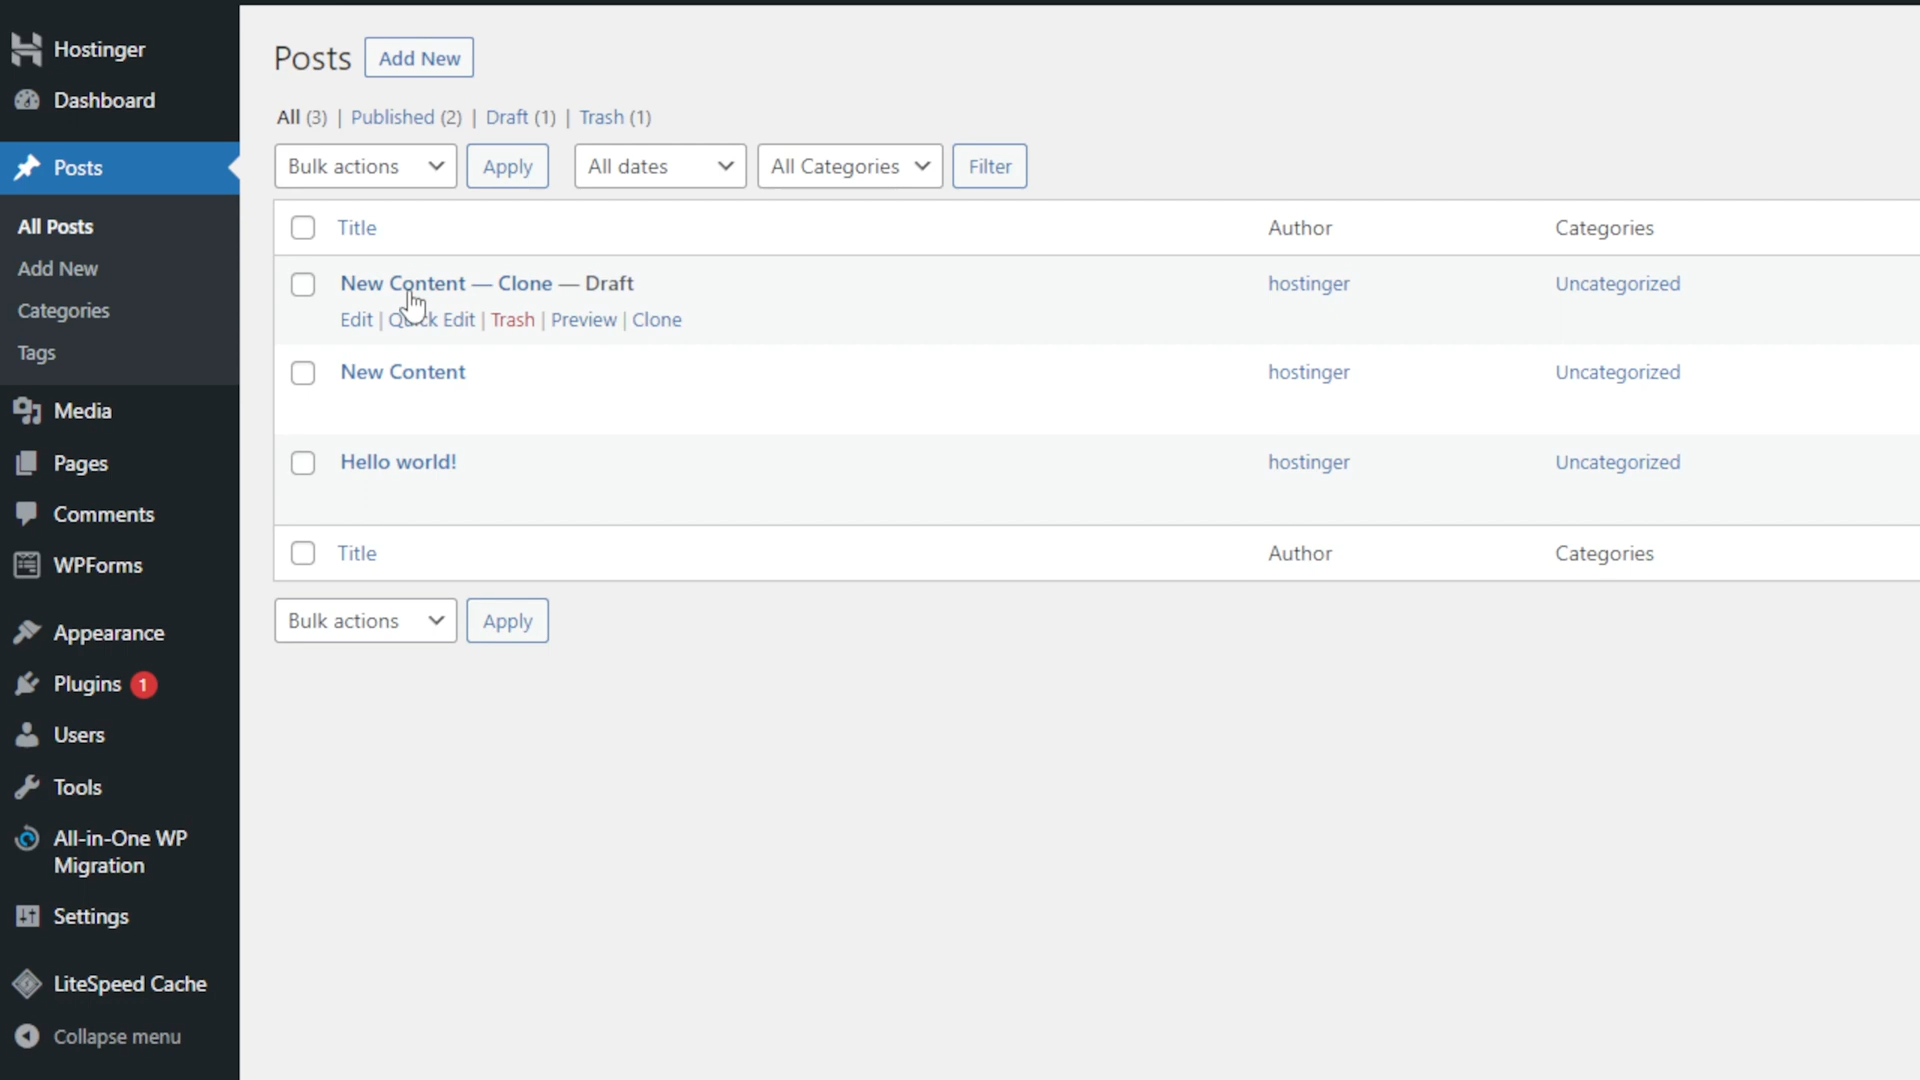 Hostinger
Dashboard
Posts
All Posts
Add New
Categories
Tags
Media
Pages
Comments
WPForms
Appearance
Plugins 1
Users
Tools
All-in-One WP
Migration
Settings
LiteSpeed Cache
Collapse menu
Posts Add New
All (3) | Published (2) | Draft (1) | Trash (1)
Bulk actions Apply All dates All Categories Filter
Title Author Categories
New Content — Clone — Draft hostinger Uncategorized
Edit | Quick Edit | Trash | Preview | Clone
New Content hostinger Uncategorized
Hello world! hostinger Uncategorized
Title Author Categories
Bulk actions Apply